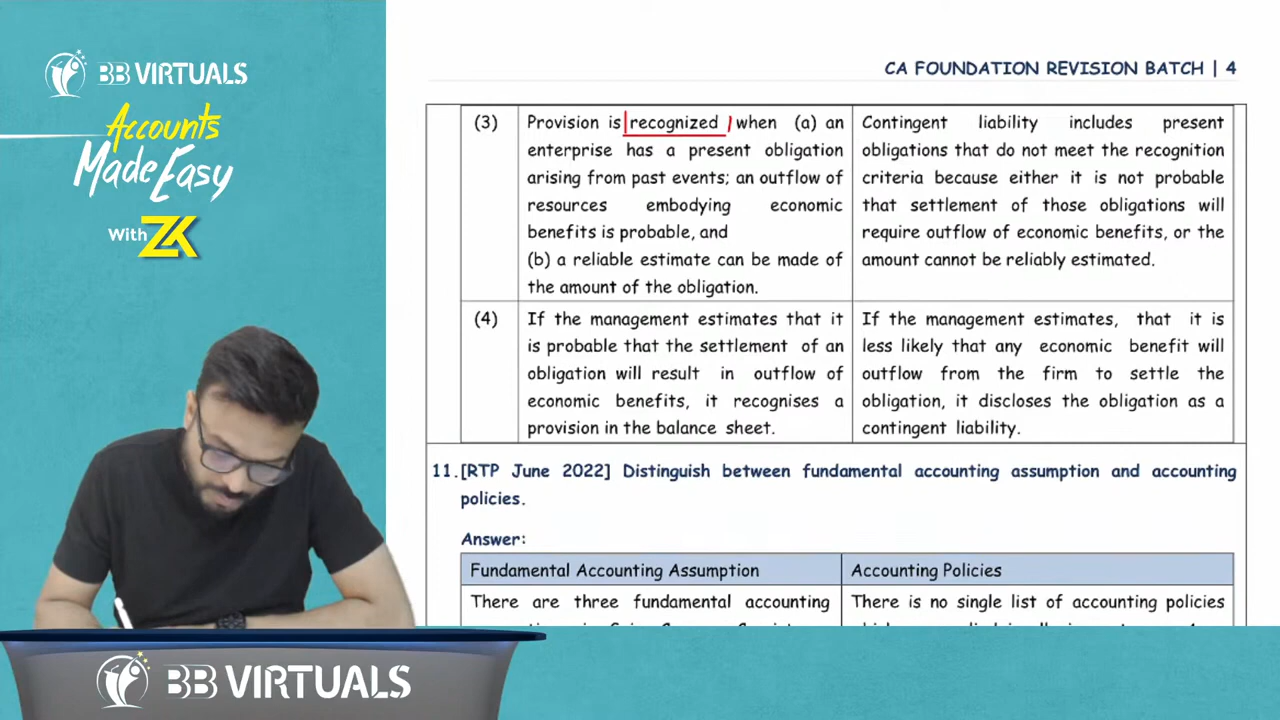 BB VIRTUALS
Accounts
Made Easy
With ZK
CA FOUNDATION REVISION BATCH | 4
(3)
Provision is recognized when (a) an
enterprise has a present obligation
arising from past events; an outflow of
resources embodying economic
benefits is probable, and
(b) a reliable estimate can be made of
the amount of the obligation.
Contingent liability includes present
obligations that do not meet the recognition
criteria because either it is not probable
that settlement of those obligations will
require outflow of economic benefits, or the
amount cannot be reliably estimated.
(4)
If the management estimates that it
is probable that the settlement of an
obligation will result in outflow of
economic benefits, it recognises a
provision in the balance sheet.
If the management estimates, that it is
less likely that any economic benefit will
outflow from the firm to settle the
obligation, it discloses the obligation as a
contingent liability.
11. [RTP June 2022] Distinguish between fundamental accounting assumption and accounting
policies.
Answer:
Fundamental Accounting Assumption
Accounting Policies
There are three fundamental accounting
There is no single list of accounting policies
BB VIRTUALS